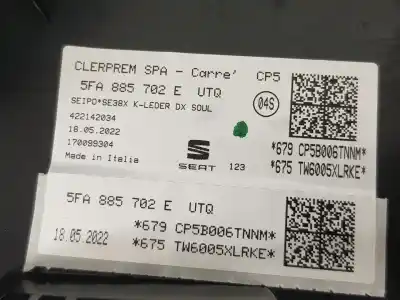 CLERPREM SPA - Carre' CP5
5FA 885 702 E UTQ
SEIPO*SE38X K-LEDER DX SOUL
04S
422142034
18.05.2022
170099304
Made in Italia
SEAT 123
*679 CP5B006TNNM*
*675 TW6005XLRKE*
5FA 885 702 E UTQ
*679 CP5B006TNNM*
18.05.2022 *675 TW6005XLRKE*